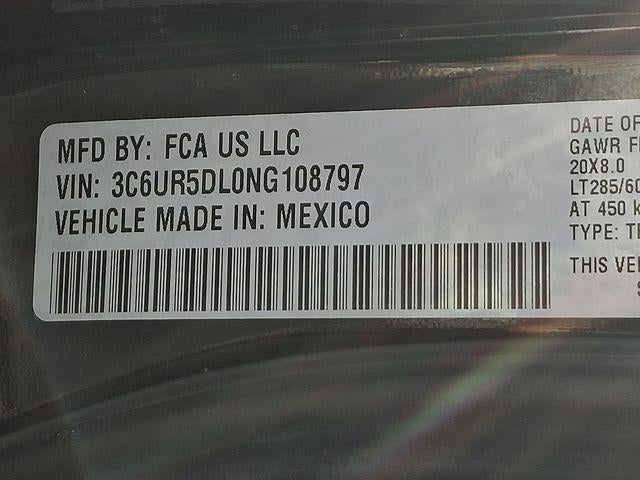 MFD BY: FCA US LLC
VIN: 3C6UR5DL0NG108797
VEHICLE MADE IN: MEXICO
DATE OF
GAWR
20X8.0
LT285/60
AT 450
TYPE:
THIS